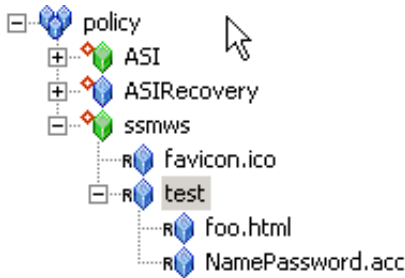 policy
ASI
ASIRecovery
ssmws
R favicon.ico
R test
R foo.html
R NamePassword.acc